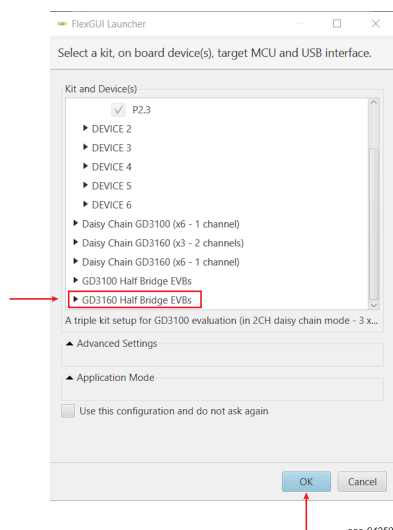 FlexGUI Launcher
Select a kit, on board device(s), target MCU and USB interface.
Kit and Device(s)
P2.3
DEVICE 2
DEVICE 3
DEVICE 4
DEVICE 5
DEVICE 6
Daisy Chain GD3100 (x6 - 1 channel)
Daisy Chain GD3160 (x3 - 2 channels)
Daisy Chain GD3160 (x6 - 1 channel)
GD3100 Half Bridge EVBs
GD3160 Half Bridge EVBs
A triple kit setup for GD3100 evaluation (in 2CH daisy chain mode - 3 x...
Advanced Settings
Application Mode
Use this configuration and do not ask again
OK Cancel